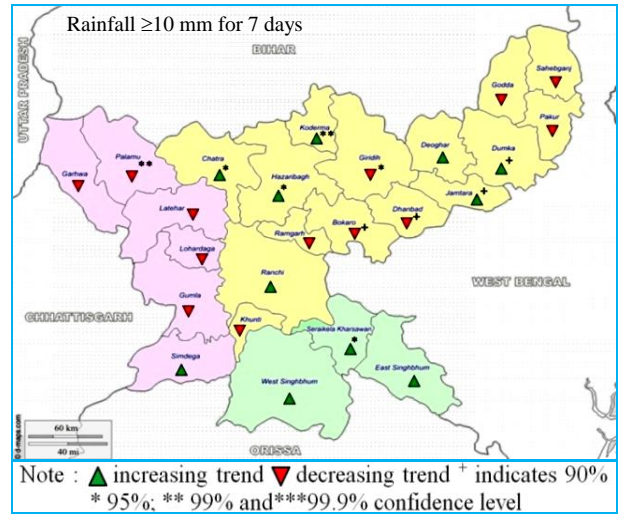 Rainfall ≥10 mm for 7 days
BIHAR
UTTAR PRADESH
Sahebganj
Godda
Pakur
Koderma
**
Deoghar
Dumka
+
Palamu
**
Chatra
*
Giridih
*
Garhwa
Hazaribagh
*
Jamtara
+
Latehar
Dhanbad
+
Bokaro
+
Ramgarh
Lohardaga
Ranchi
WEST BENGAL
Gumla
CHHATTISGARH
Khunti
Seraikela Kharsawan
*
Simdega
East Singhbhum
West Singhbhum
60 km
40 mi
© d-maps.com
ORISSA
Note : ▲ increasing trend ▼ decreasing trend + indicates 90%
* 95%; ** 99% and***99.9% confidence level